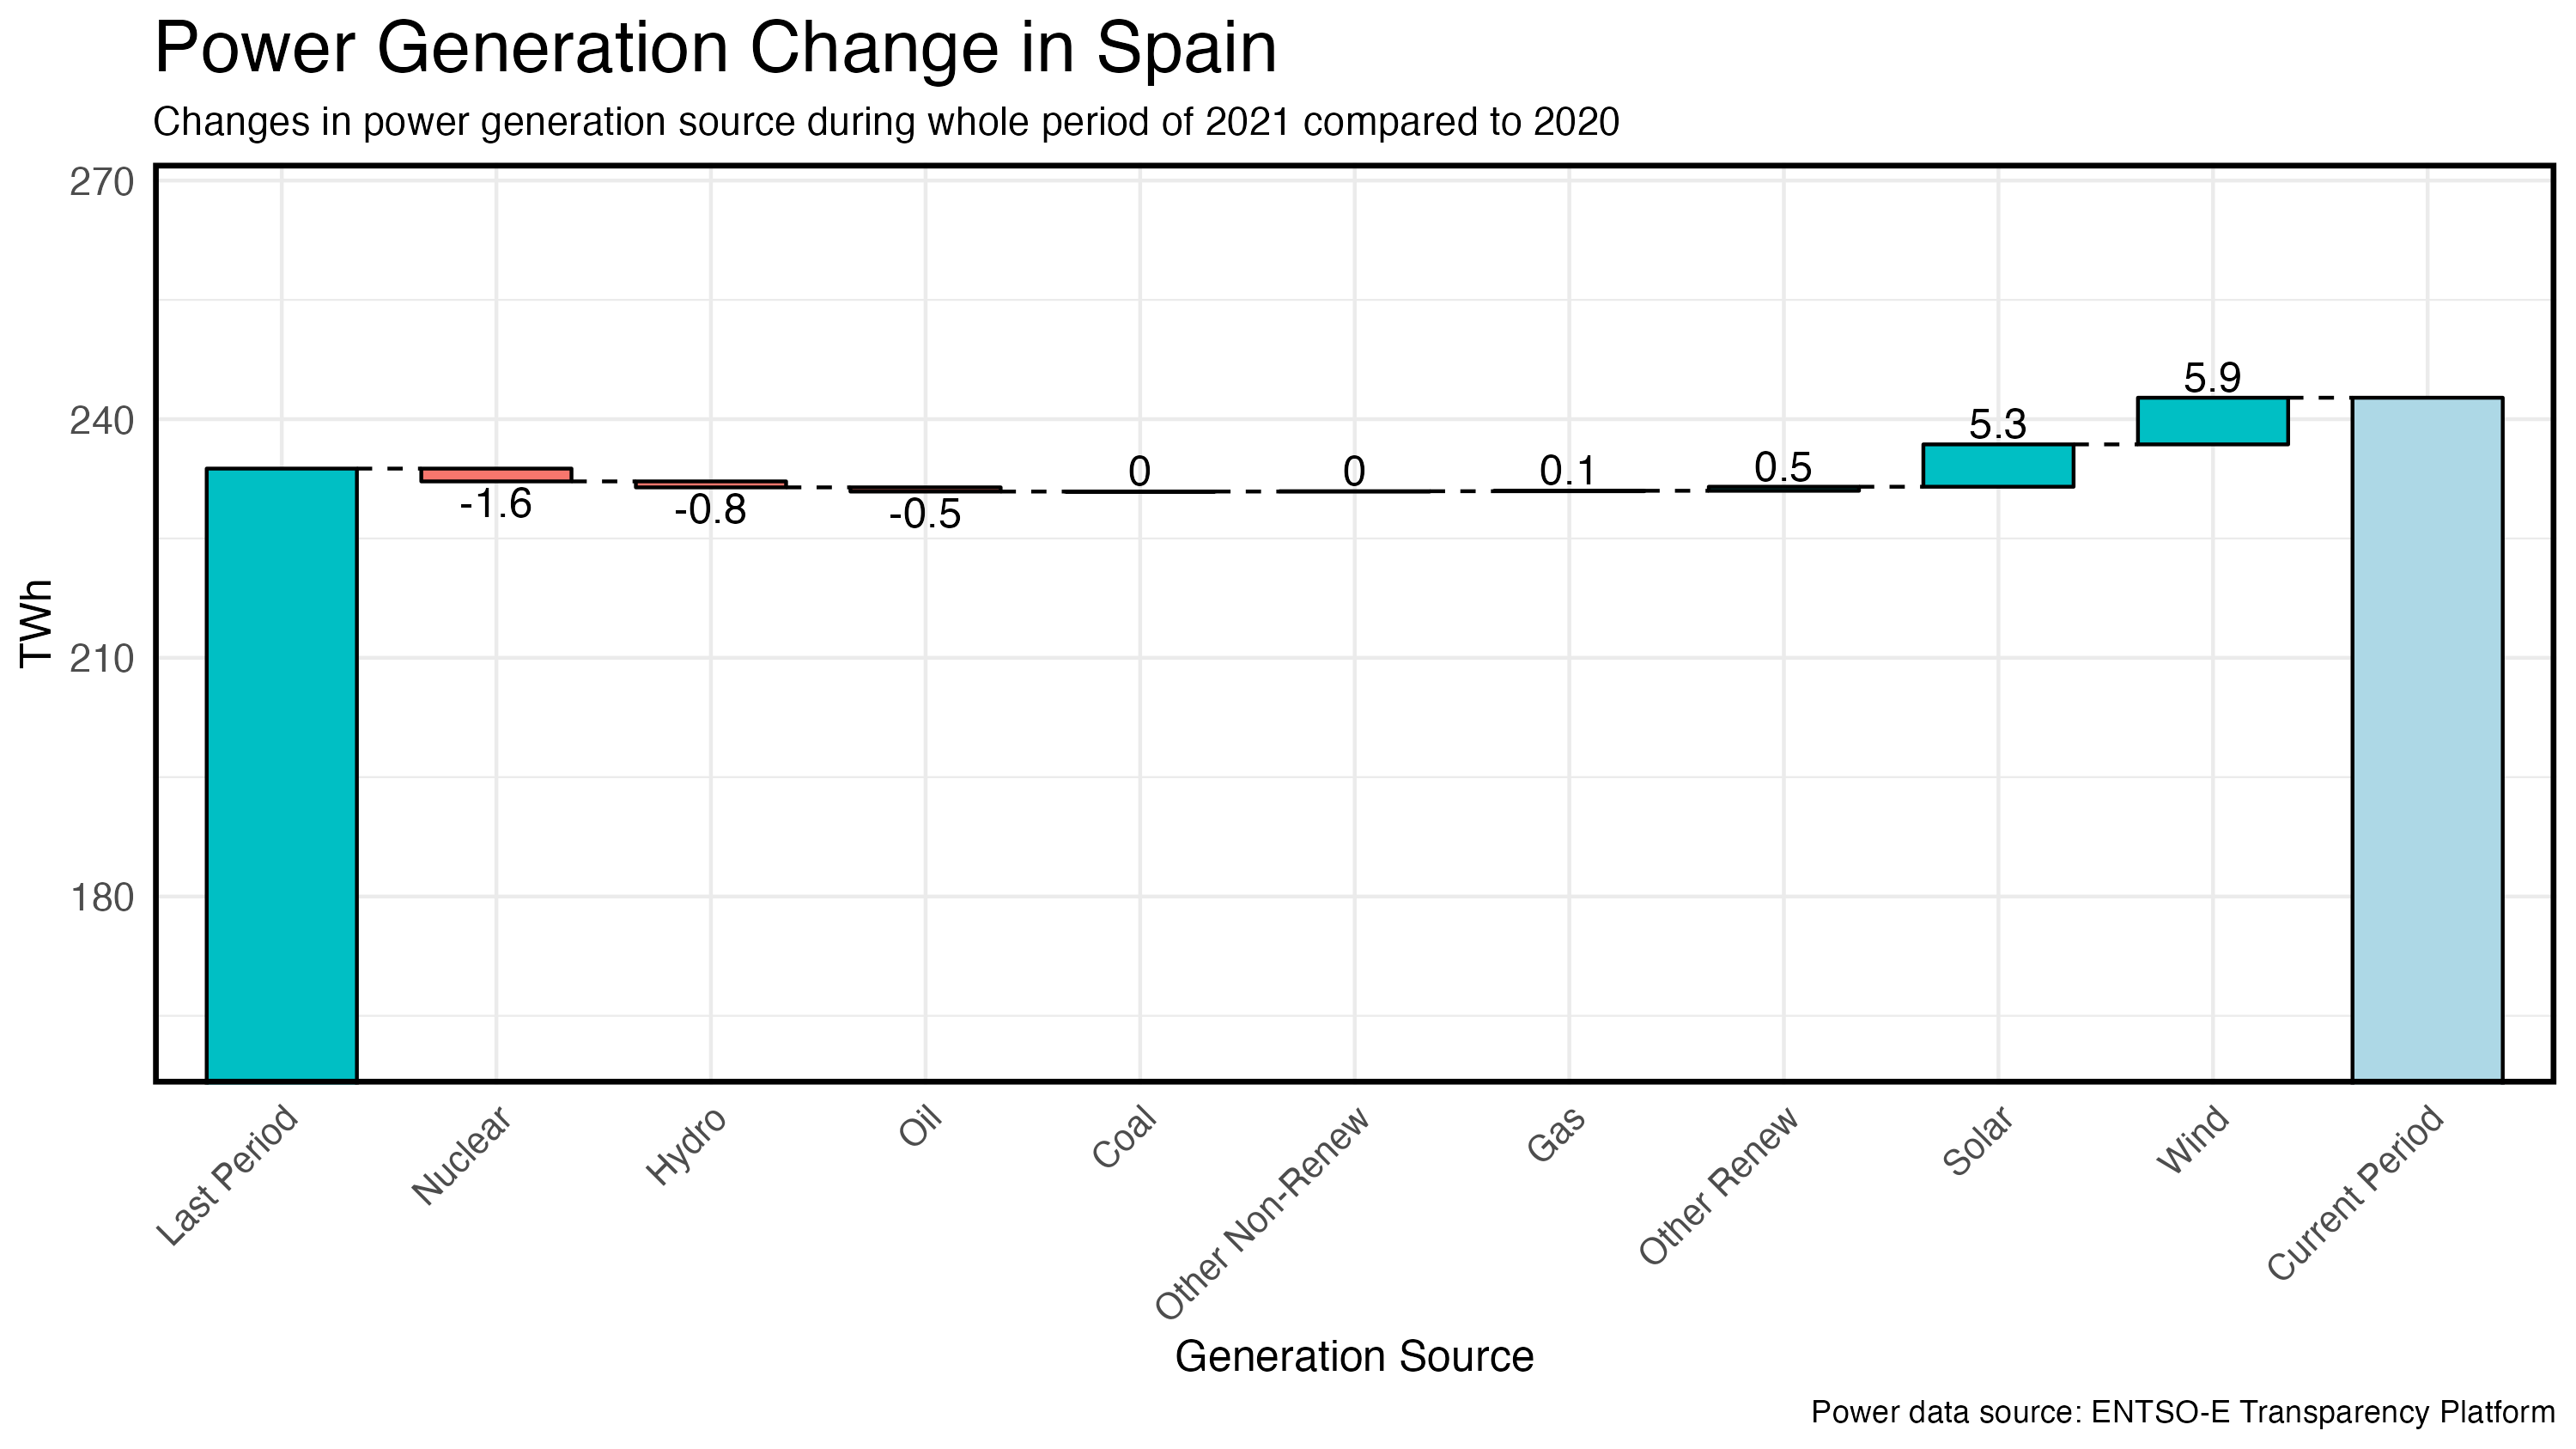 Power Generation Change in Spain
Changes in power generation source during whole period of 2021 compared to 2020
270
240
210
180
TWh
-1.6
-0.8
-0.5
0
0
0.1
0.5
5.3
5.9
Last Period
Nuclear
Hydro
Oil
Coal
Other Non-Renew
Gas
Other Renew
Solar
Wind
Current Period
Generation Source
Power data source: ENTSO-E Transparency Platform